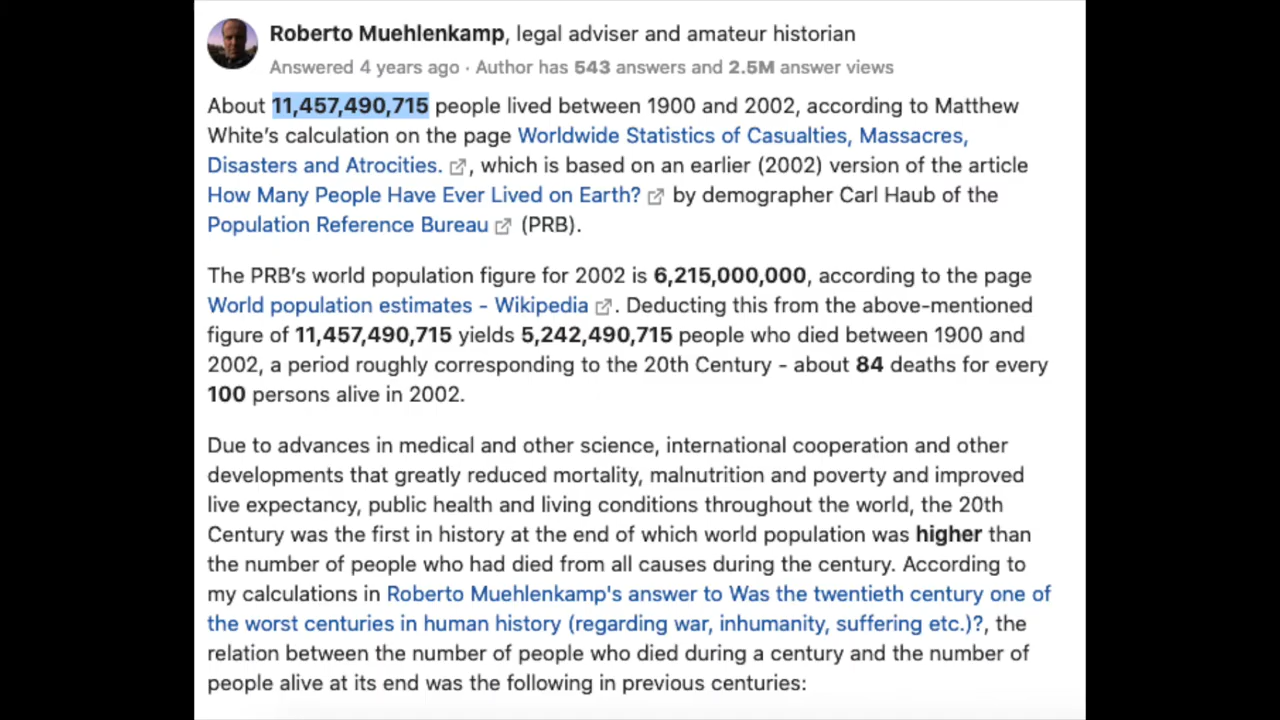 Roberto Muehlenkamp, legal adviser and amateur historian
Answered 4 years ago · Author has 543 answers and 2.5M answer views
About 11,457,490,715 people lived between 1900 and 2002, according to Matthew
White's calculation on the page Worldwide Statistics of Casualties, Massacres,
Disasters and Atrocities. , which is based on an earlier (2002) version of the article
How Many People Have Ever Lived on Earth? by demographer Carl Haub of the
Population Reference Bureau (PRB).
The PRB's world population figure for 2002 is 6,215,000,000, according to the page
World population estimates - Wikipedia . Deducting this from the above-mentioned
figure of 11,457,490,715 yields 5,242,490,715 people who died between 1900 and
2002, a period roughly corresponding to the 20th Century - about 84 deaths for every
100 persons alive in 2002.
Due to advances in medical and other science, international cooperation and other
developments that greatly reduced mortality, malnutrition and poverty and improved
live expectancy, public health and living conditions throughout the world, the 20th
Century was the first in history at the end of which world population was higher than
the number of people who had died from all causes during the century. According to
my calculations in Roberto Muehlenkamp's answer to Was the twentieth century one of
the worst centuries in human history (regarding war, inhumanity, suffering etc.)?, the
relation between the number of people who died during a century and the number of
people alive at its end was the following in previous centuries: